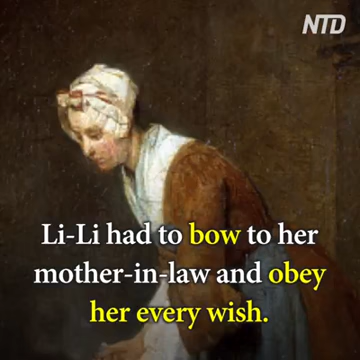 NTD
Li-Li had to bow to her
mother-in-law and obey
her every wish.